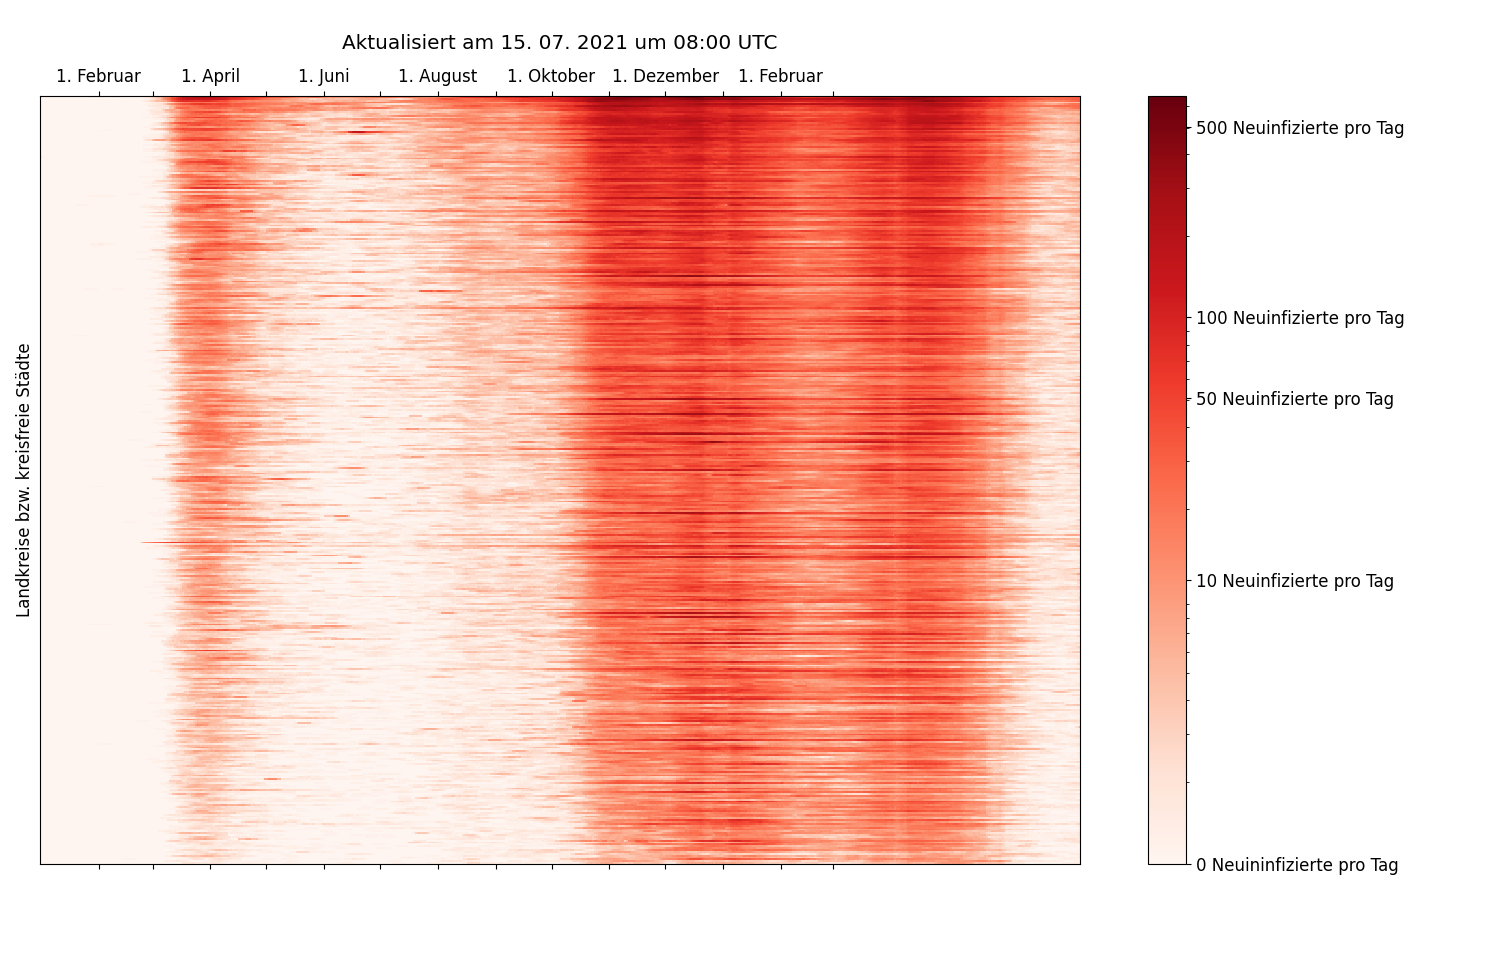 Aktualisiert am 15. 07. 2021 um 08:00 UTC
1. Februar 1. April 1. Juni 1. August 1. Oktober 1. Dezember 1. Februar
Landkreise bzw. kreisfreie Städte
500 Neuinfizierte pro Tag
100 Neuinfizierte pro Tag
50 Neuinfizierte pro Tag
10 Neuinfizierte pro Tag
0 Neuininfizierte pro Tag